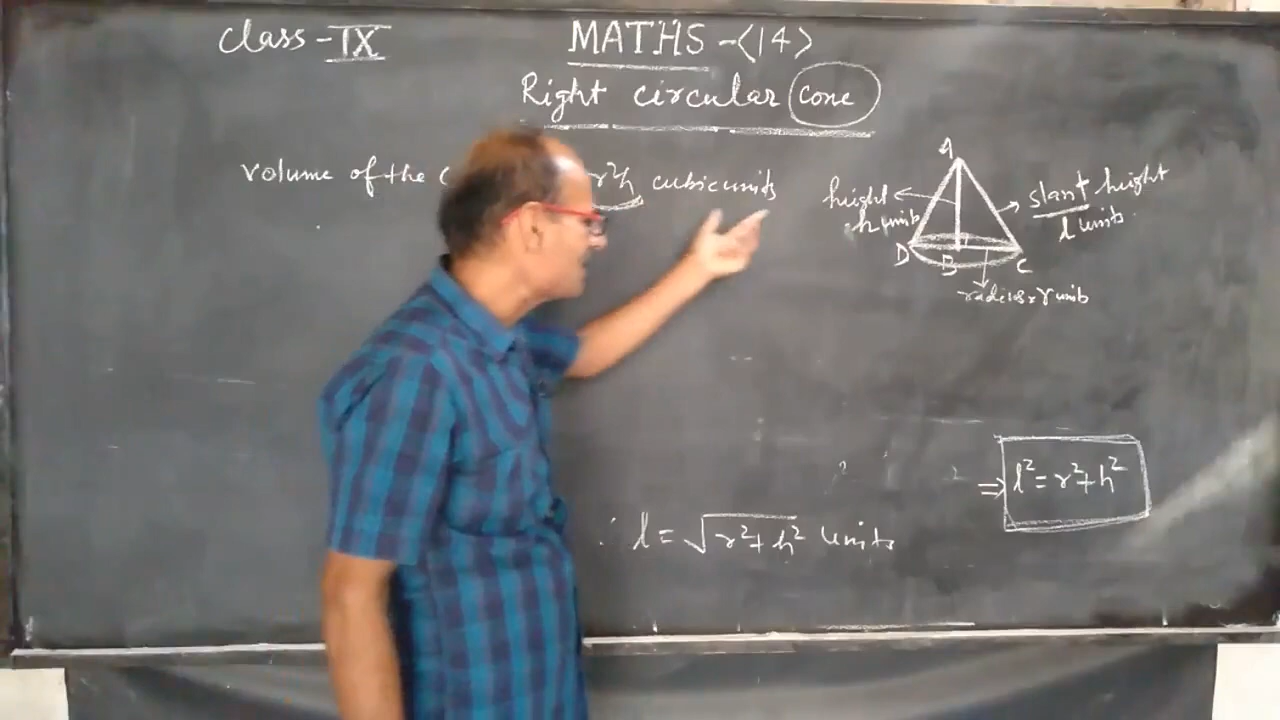 class - IX
MATHS - <14>
Right circular cone
volume of the r²h cubic units
A
height
h units
slant height
l units
D B C
radius r units
⇒ l² = r² + h²
∴ l = √r² + h² units